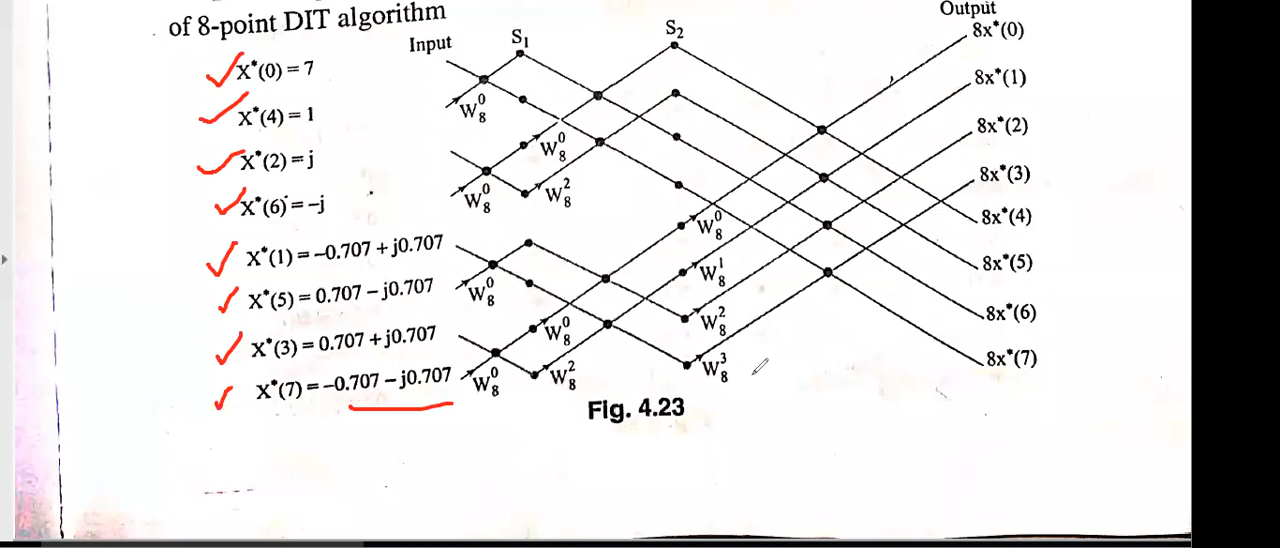 of 8-point DIT algorithm
Input S₁ S₂ Output
X*(0) = 7
X*(4) = 1
X*(2) = j
X*(6) = –j
X*(1) = –0.707 + j0.707
X*(5) = 0.707 – j0.707
X*(3) = 0.707 + j0.707
X*(7) = –0.707 – j0.707
W₈⁰
W₈⁰
W₈⁰
W₈⁰
W₈⁰
W₈²
W₈⁰
W₈²
W₈⁰
W₈¹
W₈²
W₈³
8x*(0)
8x*(1)
8x*(2)
8x*(3)
8x*(4)
8x*(5)
8x*(6)
8x*(7)
Fig. 4.23